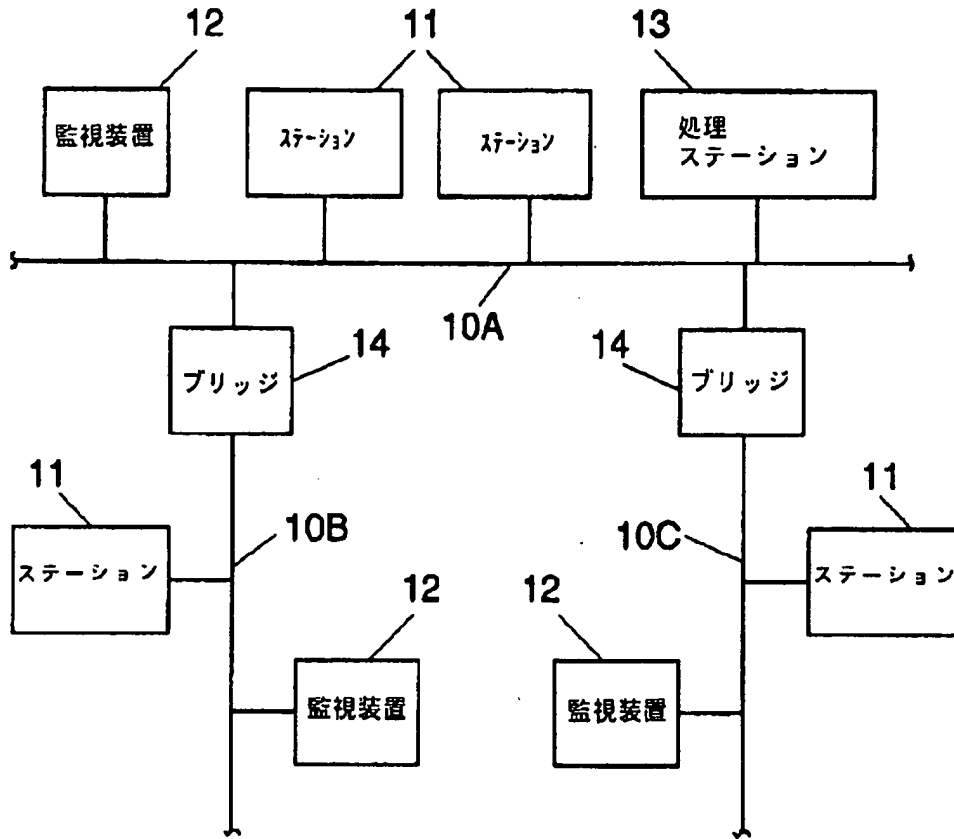 12
11
13
監視装置
ステーション
ステーション
処理
ステーション
10A
14
14
ブリッジ
ブリッジ
11
11
10B
10C
ステーション
ステーション
12
12
監視装置
監視装置